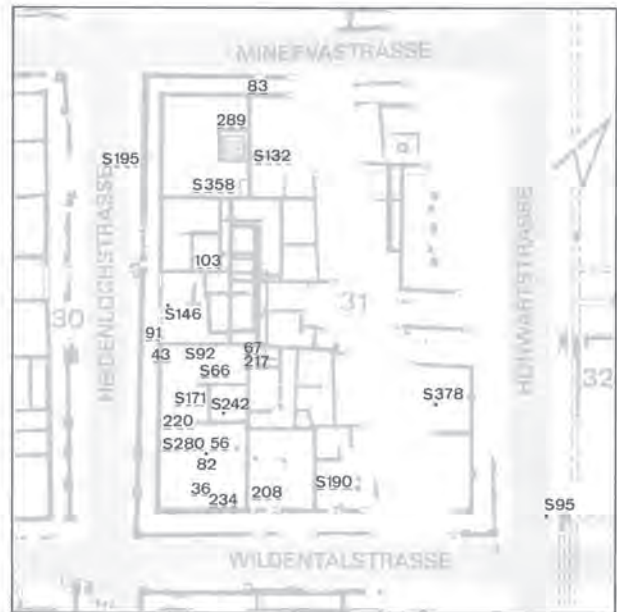 MINERVASTRASSE
83
289
S195
S132
S358
103
HEIDENLOCHSTRASSE
HOHWARTSTRASSE
S146
31
30
91
43
S92
67
217
S66
32
S171
S242
S378
220
S280
56
82
36
234
208
S190
S95
WILDENTALSTRASSE